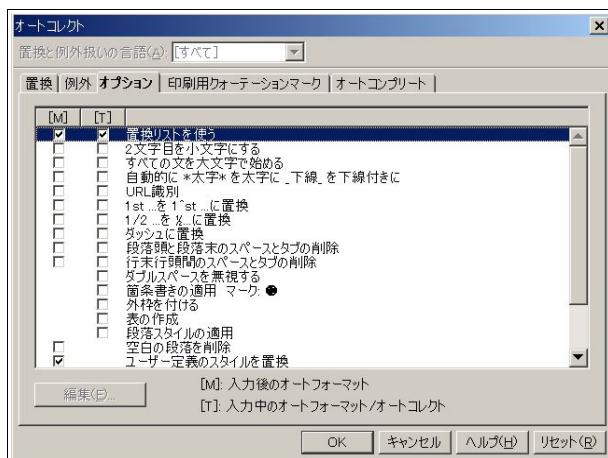 オートコレクト
置換と例外扱いの言語(A): [すべて]
置換 例外 オプション 印刷用クォーテーションマーク オートコンプリート
[M] [T]
置換リストを使う
2文字目を小文字にする
すべての文を大文字で始める
自動的に *太字* を太字に _下線_ を下線付きに
URL識別
1st ...を 1^st ...に置換
1/2 ...を ½...に置換
ダッシュに置換
段落頭と段落末のスペースとタブの削除
行末行頭間のスペースとタブの削除
ダブルスペースを無視する
箇条書きの適用 マーク: ●
外枠を付ける
表の作成
段落スタイルの適用
空白の段落を削除
ユーザー定義のスタイルを置換
編集(E)...
[M]: 入力後のオートフォーマット
[T]: 入力中のオートフォーマット/オートコレクト
OK キャンセル ヘルプ(H) リセット(R)